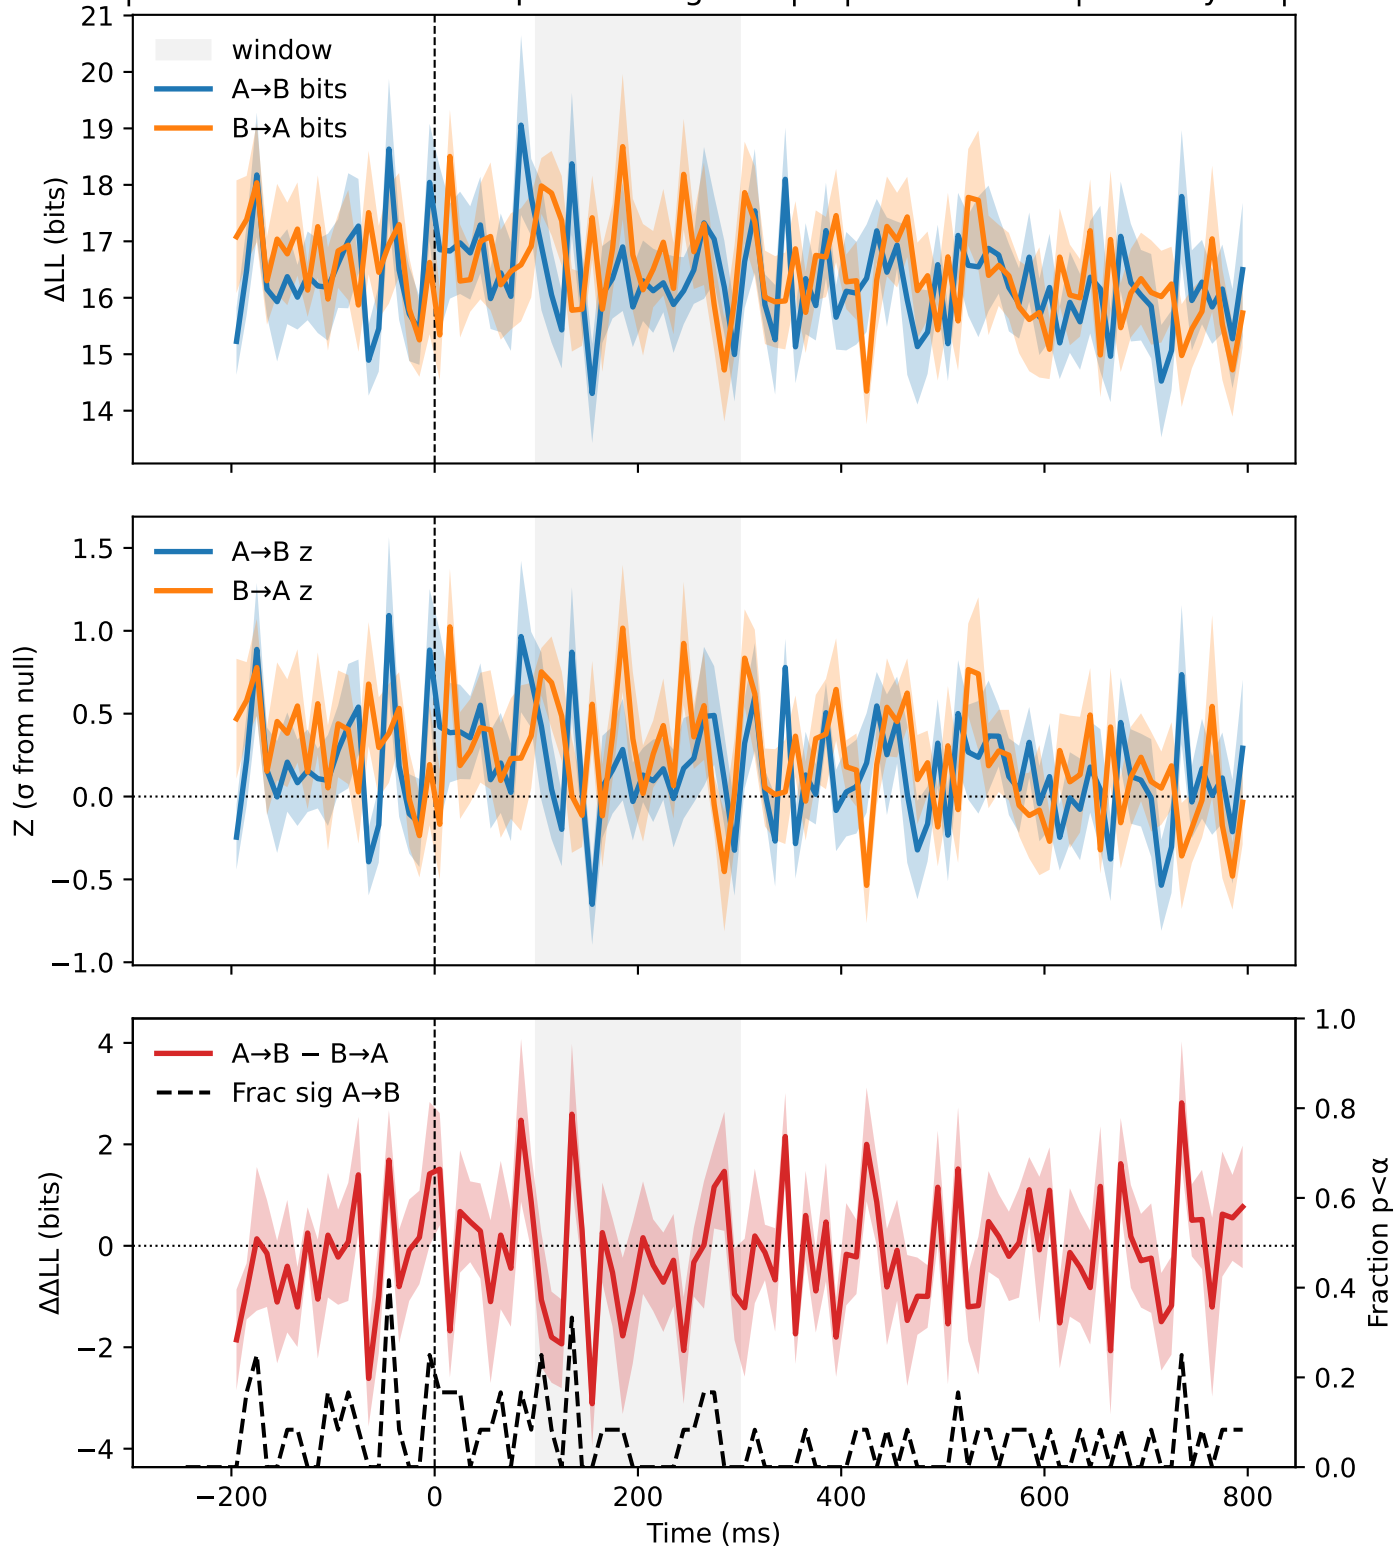 21
20
19
18
17
16
15
14
ΔLL (bits)
window
A→B bits
B→A bits
1.5
1.0
0.5
0.0
−0.5
−1.0
Z (σ from null)
A→B z
B→A z
4
2
0
−2
−4
ΔΔLL (bits)
A→B − B→A
Frac sig A→B
1.0
0.8
0.6
0.4
0.2
0.0
Fraction p<α
−200
0
200
400
600
800
Time (ms)